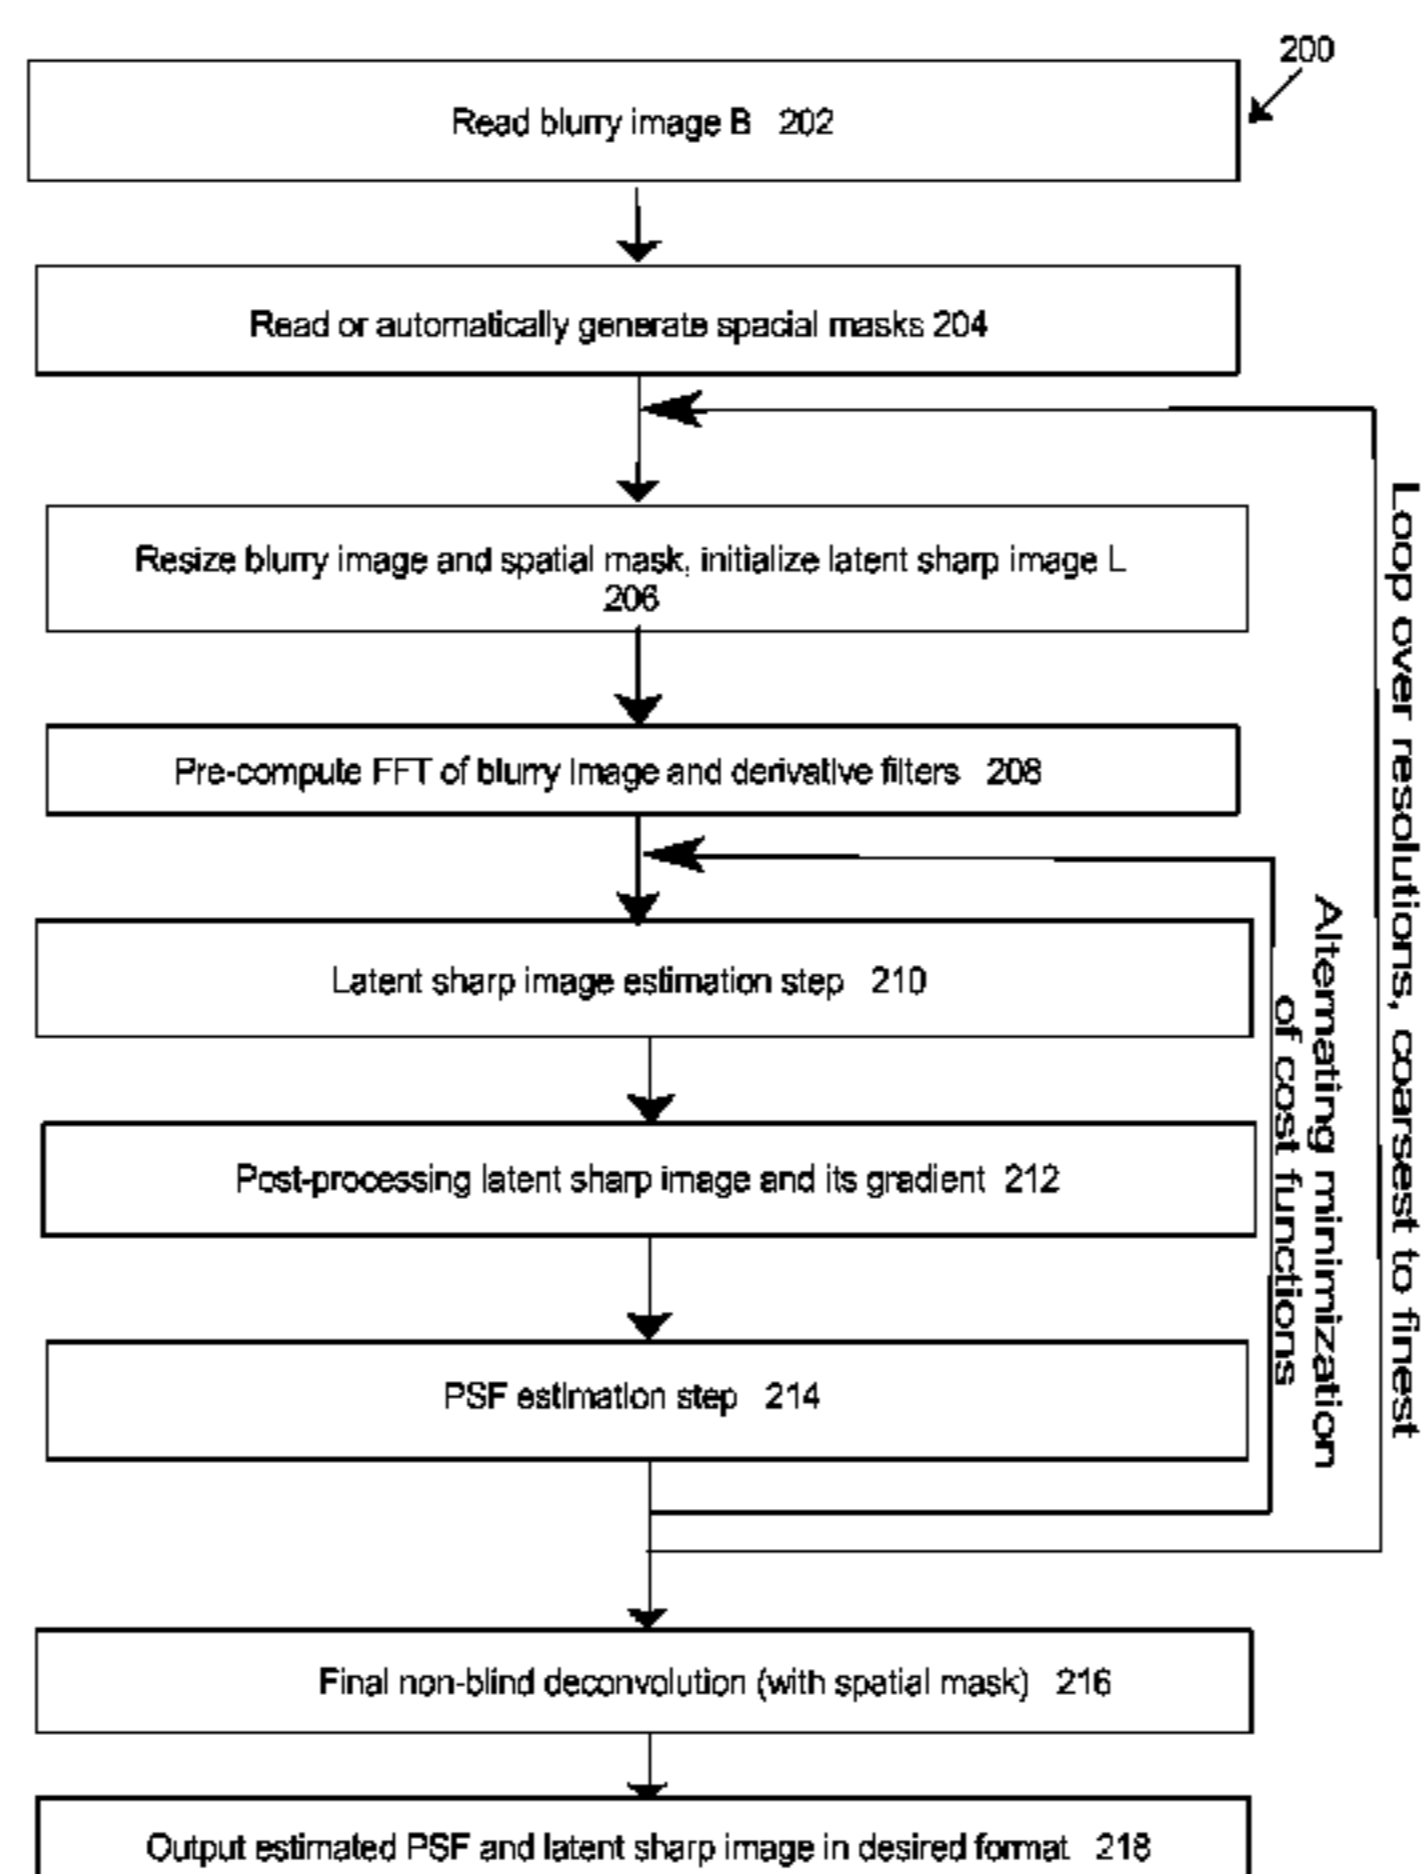 200
Read blurry image B 202
Read or automatically generate spacial masks 204
Resize blurry image and spatial mask, initialize latent sharp image L
206
Pre-compute FFT of blurry image and derivative filters 208
Latent sharp image estimation step 210
Post-processing latent sharp image and its gradient 212
PSF estimation step 214
Final non-blind deconvolution (with spatial mask) 216
Output estimated PSF and latent sharp image in desired format 218
Alternating minimization
of cost functions
Loop over resolutions, coarsest to finest